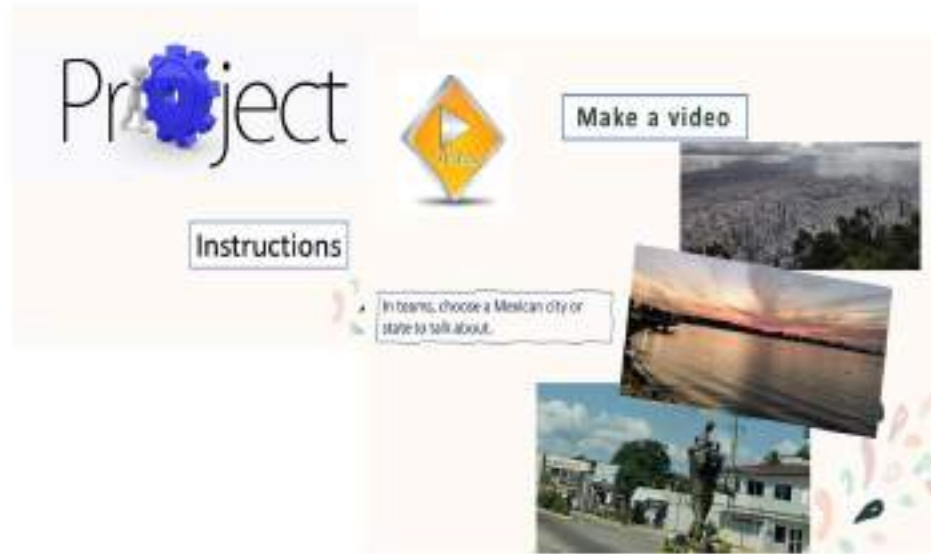 Project
Make a video
Instructions
In teams, choose a Mexican city or
state to talk about.